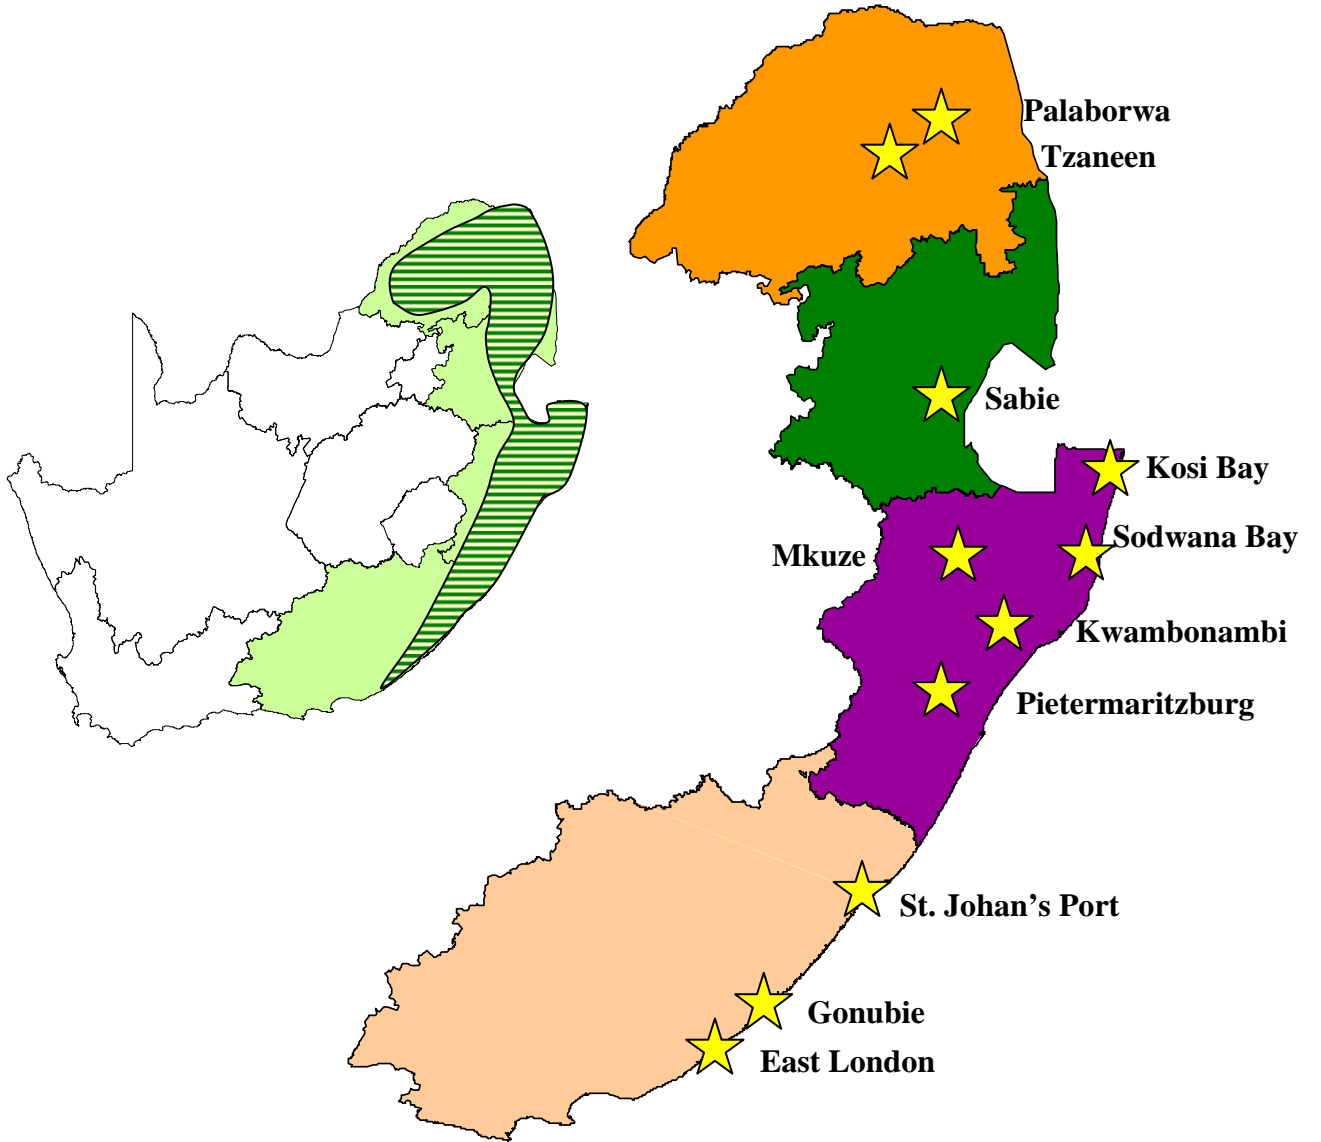 Palaborwa
Tzaneen
Sabie
Kosi Bay
Sodwana Bay
Mkuze
Kwambonambi
Pietermaritzburg
St. Johan’s Port
Gonubie
East London